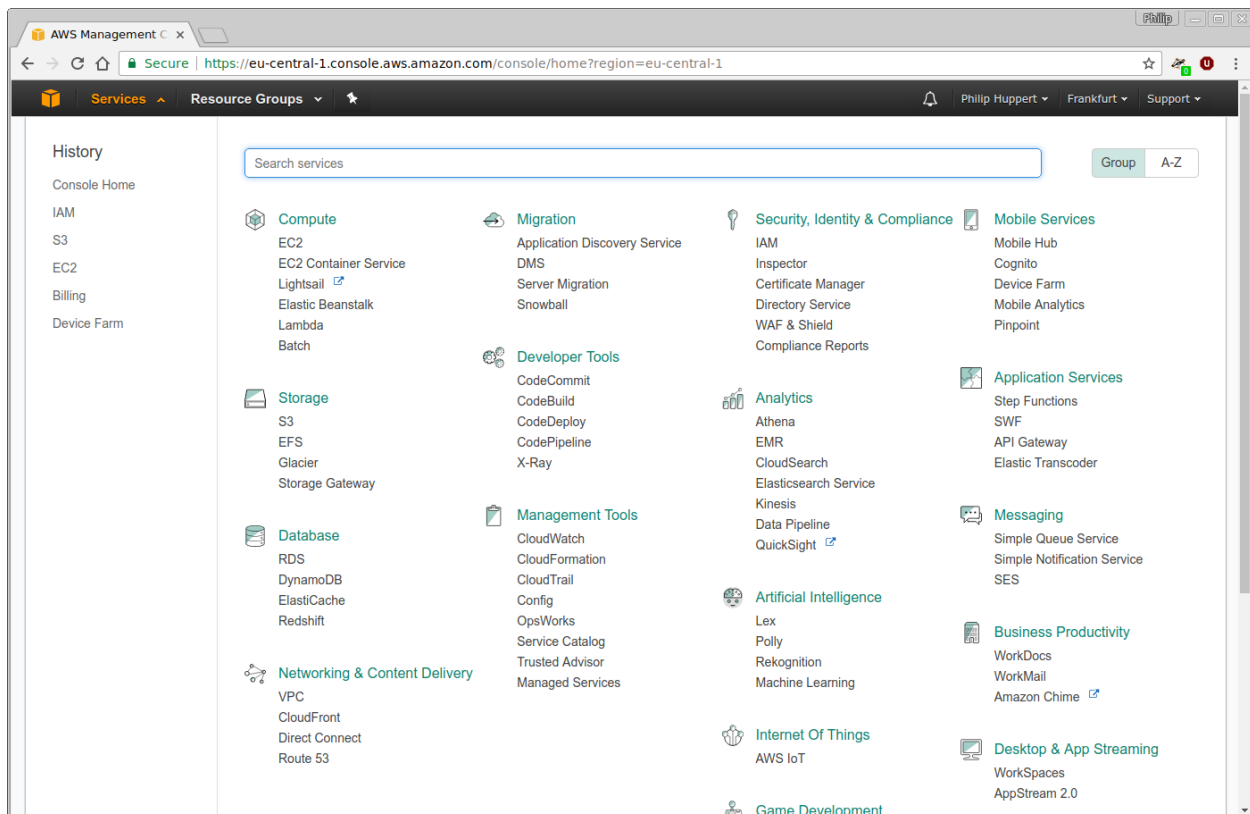 Philip
AWS Management C
Secure
https://eu-central-1.console.aws.amazon.com/console/home?region=eu-central-1
0
Services
Resource Groups
Philip Huppert
Frankfurt
Support
History
Console Home
IAM
S3
EC2
Billing
Device Farm
Search services
Group
A-Z
Compute
EC2
EC2 Container Service
Lightsail
Elastic Beanstalk
Lambda
Batch
Storage
S3
EFS
Glacier
Storage Gateway
Database
RDS
DynamoDB
ElastiCache
Redshift
Networking & Content Delivery
VPC
CloudFront
Direct Connect
Route 53
Migration
Application Discovery Service
DMS
Server Migration
Snowball
Developer Tools
CodeCommit
CodeBuild
CodeDeploy
CodePipeline
X-Ray
Management Tools
CloudWatch
CloudFormation
CloudTrail
Config
OpsWorks
Service Catalog
Trusted Advisor
Managed Services
Security, Identity & Compliance
IAM
Inspector
Certificate Manager
Directory Service
WAF & Shield
Compliance Reports
Analytics
Athena
EMR
CloudSearch
Elasticsearch Service
Kinesis
Data Pipeline
QuickSight
Artificial Intelligence
Lex
Polly
Rekognition
Machine Learning
Internet Of Things
AWS IoT
Game Development
Mobile Services
Mobile Hub
Cognito
Device Farm
Mobile Analytics
Pinpoint
Application Services
Step Functions
SWF
API Gateway
Elastic Transcoder
Messaging
Simple Queue Service
Simple Notification Service
SES
Business Productivity
WorkDocs
WorkMail
Amazon Chime
Desktop & App Streaming
WorkSpaces
AppStream 2.0